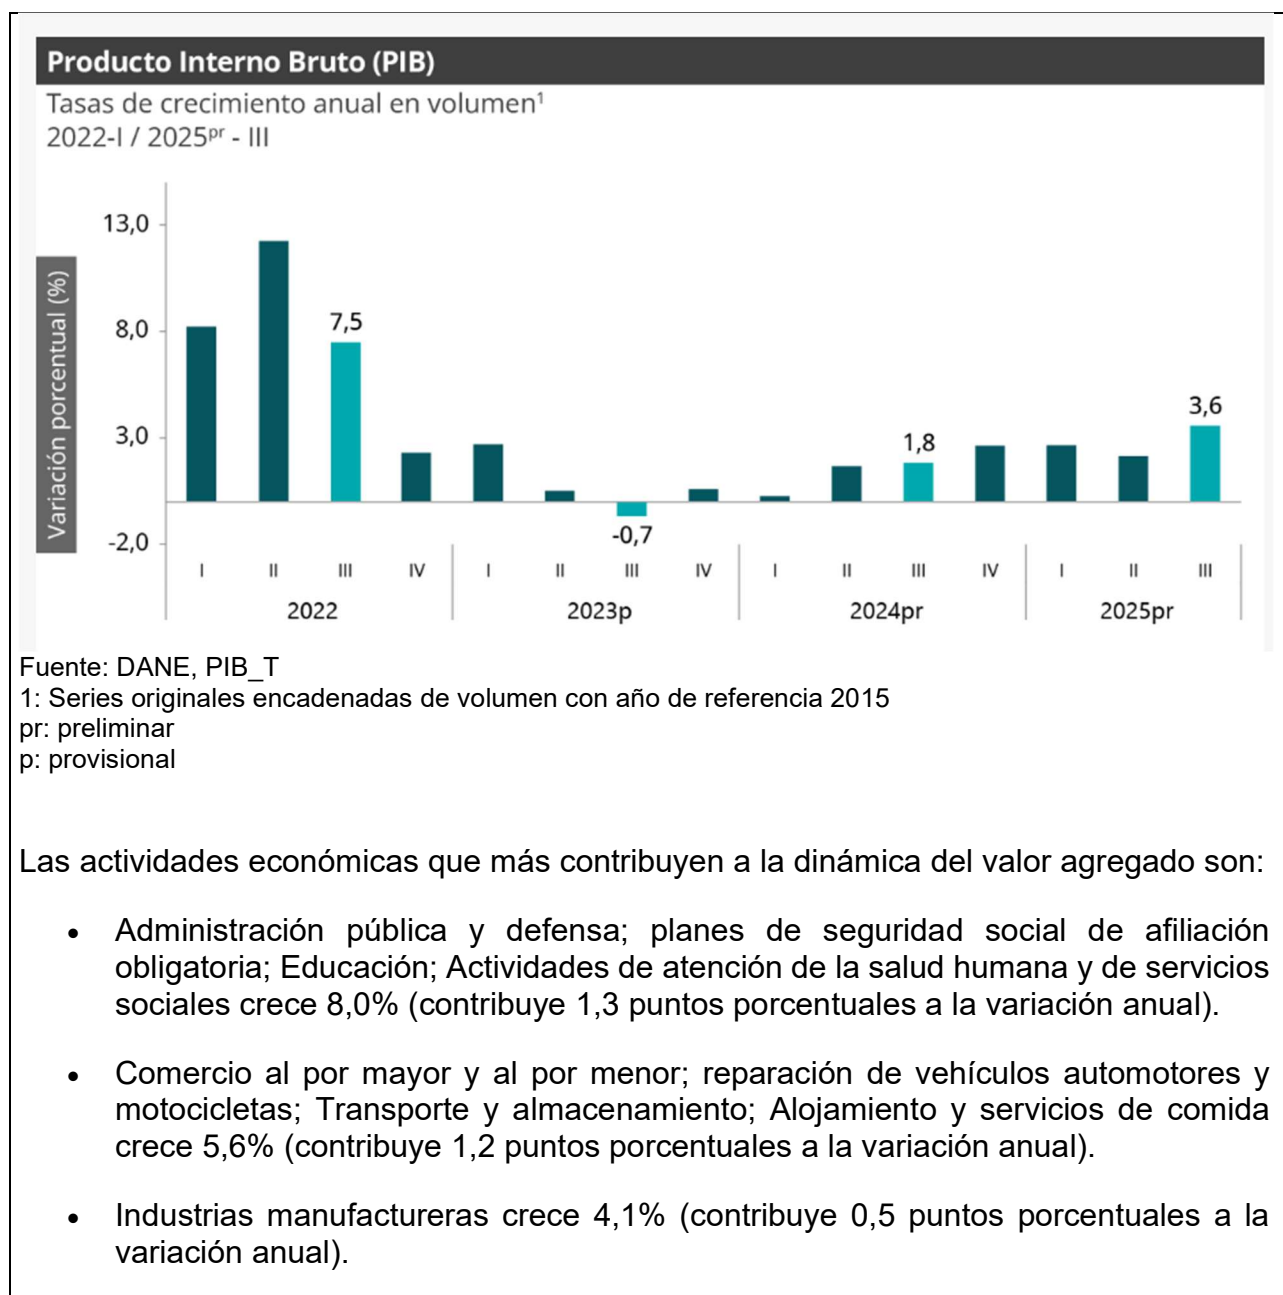 Producto Interno Bruto (PIB)
Tasas de crecimiento anual en volumen¹
2022-I / 2025ᵖʳ - III
Variación porcentual (%)
13,0
8,0
3,0
-2,0
7,5
-0,7
1,8
3,6
I II III IV I II III IV I II III IV I II III
2022 2023p 2024pr 2025pr
Fuente: DANE, PIB_T
1: Series originales encadenadas de volumen con año de referencia 2015
pr: preliminar
p: provisional
Las actividades económicas que más contribuyen a la dinámica del valor agregado son:
• Administración pública y defensa; planes de seguridad social de afiliación
obligatoria; Educación; Actividades de atención de la salud humana y de servicios
sociales crece 8,0% (contribuye 1,3 puntos porcentuales a la variación anual).
• Comercio al por mayor y al por menor; reparación de vehículos automotores y
motocicletas; Transporte y almacenamiento; Alojamiento y servicios de comida
crece 5,6% (contribuye 1,2 puntos porcentuales a la variación anual).
• Industrias manufactureras crece 4,1% (contribuye 0,5 puntos porcentuales a la
variación anual).